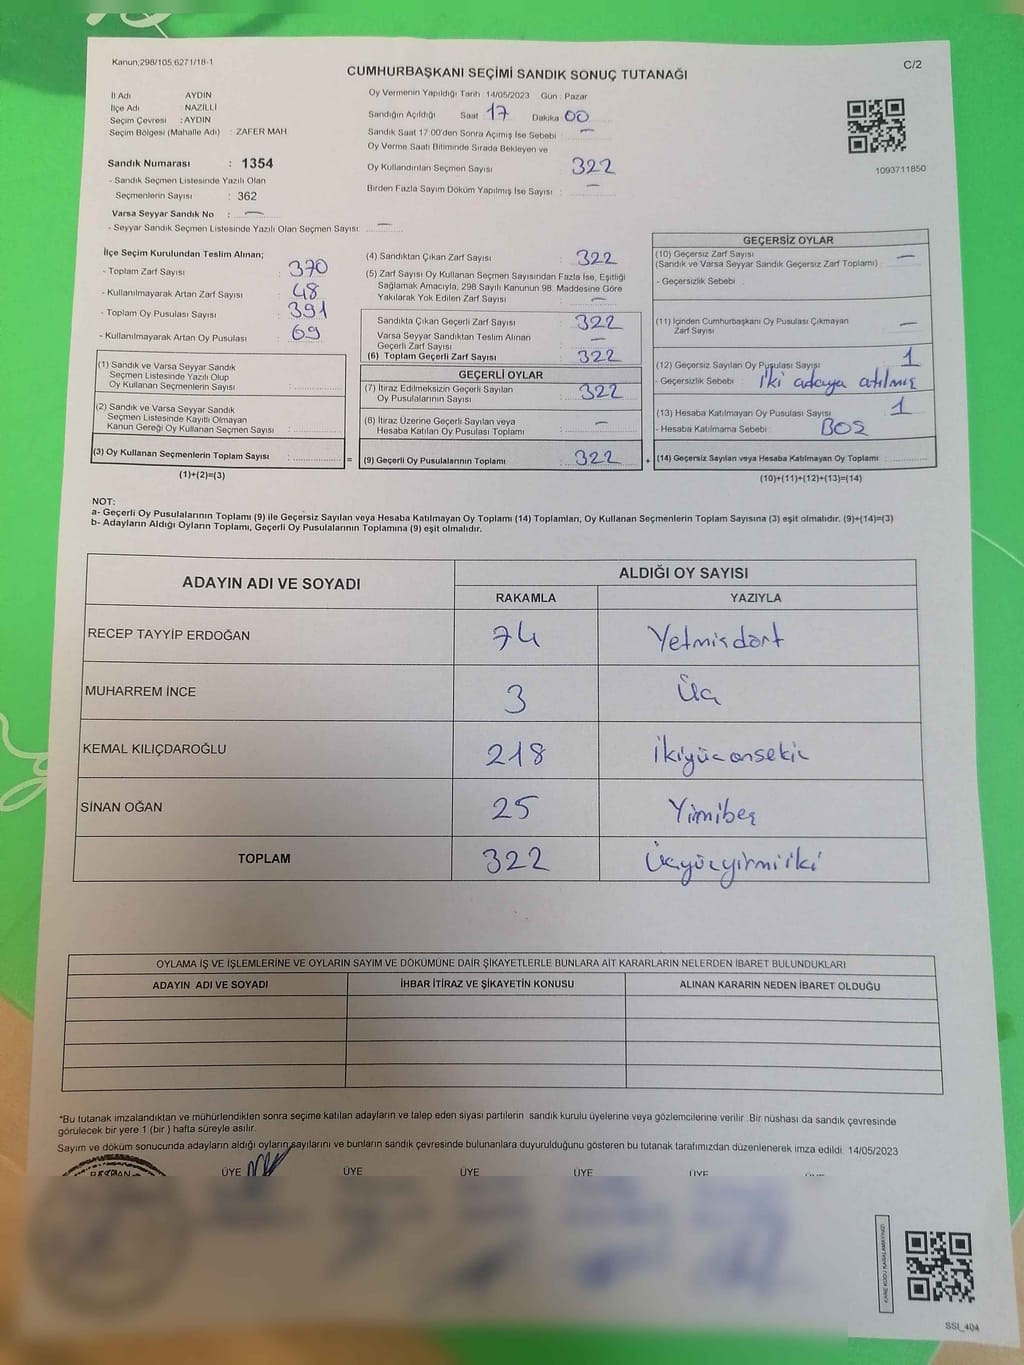 Kanun:298/105,6271/18-1
C/2
CUMHURBAŞKANI SEÇİMİ SANDIK SONUÇ TUTANAĞI
İl Adı AYDIN
İlçe Adı NAZİLLİ
Seçim Çevresi : AYDIN
Seçim Bölgesi (Mahalle Adı) : ZAFER MAH
Sandık Numarası : 1354
- Sandık Seçmen Listesinde Yazılı Olan
Seçmenlerin Sayısı : 362
Varsa Seyyar Sandık No : —
- Seyyar Sandık Seçmen Listesinde Yazılı Olan Seçmen Sayısı: —
Oy Vermenin Yapıldığı Tarih : 14/05/2023 Gün : Pazar
Sandığın Açıldığı Saat 17 Dakika 00
Sandık Saat 17:00'den Sonra Açımış İse Sebebi : —
Oy Verme Saati Bitiminde Sırada Bekleyen ve
Oy Kullandırılan Seçmen Sayısı 322
Birden Fazla Sayım Döküm Yapılmış İse Sayısı : —
1093711850
İlçe Seçim Kurulundan Teslim Alınan;
- Toplam Zarf Sayısı : 370
- Kullanılmayarak Artan Zarf Sayısı : 48
- Toplam Oy Pusulası Sayısı : 391
- Kullanılmayarak Artan Oy Pusulası : 69
(1) Sandık ve Varsa Seyyar Sandık
Seçmen Listesinde Yazılı Olup
Oy Kullanan Seçmenlerin Sayısı :
(2) Sandık ve Varsa Seyyar Sandık
Seçmen Listesinde Kayıtlı Olmayan
Kanun Gereği Oy Kullanan Seçmen Sayısı :
(3) Oy Kullanan Seçmenlerin Toplam Sayısı :
(1)+(2)=(3)
=
(4) Sandıktan Çıkan Zarf Sayısı : 322
(5) Zarf Sayısı Oy Kullanan Seçmen Sayısından Fazla İse, Eşitliği
Sağlamak Amacıyla, 298 Sayılı Kanunun 98. Maddesine Göre
Yakılarak Yok Edilen Zarf Sayısı : —
Sandıkta Çıkan Geçerli Zarf Sayısı : 322
Varsa Seyyar Sandıktan Teslim Alınan
Geçerli Zarf Sayısı : —
(6) Toplam Geçerli Zarf Sayısı : 322
GEÇERLİ OYLAR
(7) İtiraz Edilmeksizin Geçerli Sayılan
Oy Pusulalarının Sayısı : 322
(8) İtiraz Üzerine Geçerli Sayılan veya
Hesaba Katılan Oy Pusulası Toplamı : —
(9) Geçerli Oy Pusulalarının Toplamı : 322
+
GEÇERSİZ OYLAR
(10) Geçersiz Zarf Sayısı
(Sandık ve Varsa Seyyar Sandık Geçersiz Zarf Toplamı) : —
- Geçersizlik Sebebi :
(11) İçinden Cumhurbaşkanı Oy Pusulası Çıkmayan
Zarf Sayısı : —
(12) Geçersiz Sayılan Oy Pusulası Sayısı : 1
- Geçersizlik Sebebi : iki adaya atılmış
(13) Hesaba Katılmayan Oy Pusulası Sayısı : 1
- Hesaba Katılmama Sebebi : BOŞ
(14) Geçersiz Sayılan veya Hesaba Katılmayan Oy Toplamı :
(10)+(11)+(12)+(13)=(14)
NOT:
a- Geçerli Oy Pusulalarının Toplamı (9) ile Geçersiz Sayılan veya Hesaba Katılmayan Oy Toplamı (14) Toplamları, Oy Kullanan Seçmenlerin Toplam Sayısına (3) eşit olmalıdır. (9)+(14)=(3)
b- Adayların Aldığı Oyların Toplamı, Geçerli Oy Pusulalarının Toplamına (9) eşit olmalıdır.
ADAYIN ADI VE SOYADI ALDIĞI OY SAYISI
RAKAMLA YAZIYLA
RECEP TAYYİP ERDOĞAN 74 Yetmişdört
MUHARREM İNCE 3 Üç
KEMAL KILIÇDAROĞLU 218 İkiyüzonsekiz
SİNAN OĞAN 25 Yirmibeş
TOPLAM 322 Üçyüzyirmiiki
OYLAMA İŞ VE İŞLEMLERİNE VE OYLARIN SAYIM VE DÖKÜMÜNE DAİR ŞİKAYETLERLE BUNLARA AİT KARARLARIN NELERDEN İBARET BULUNDUKLARI
ADAYIN ADI VE SOYADI İHBAR İTİRAZ VE ŞİKAYETİN KONUSU ALINAN KARARIN NEDEN İBARET OLDUĞU
*Bu tutanak imzalandıktan ve mühürlendikten sonra seçime katılan adayların ve talep eden siyasi partilerin sandık kurulu üyelerine veya gözlemcilerine verilir. Bir nüshası da sandık çevresinde
görülecek bir yere 1 (bir ) hafta süreyle asılır.
Sayım ve döküm sonucunda adayların aldığı oyların sayılarını ve bunların sandık çevresinde bulunanlara duyurulduğunu gösteren bu tutanak tarafımızdan düzenlenerek imza edildi. 14/05/2023
ÜYE ÜYE ÜYE ÜYE ÜYE
SSI_404